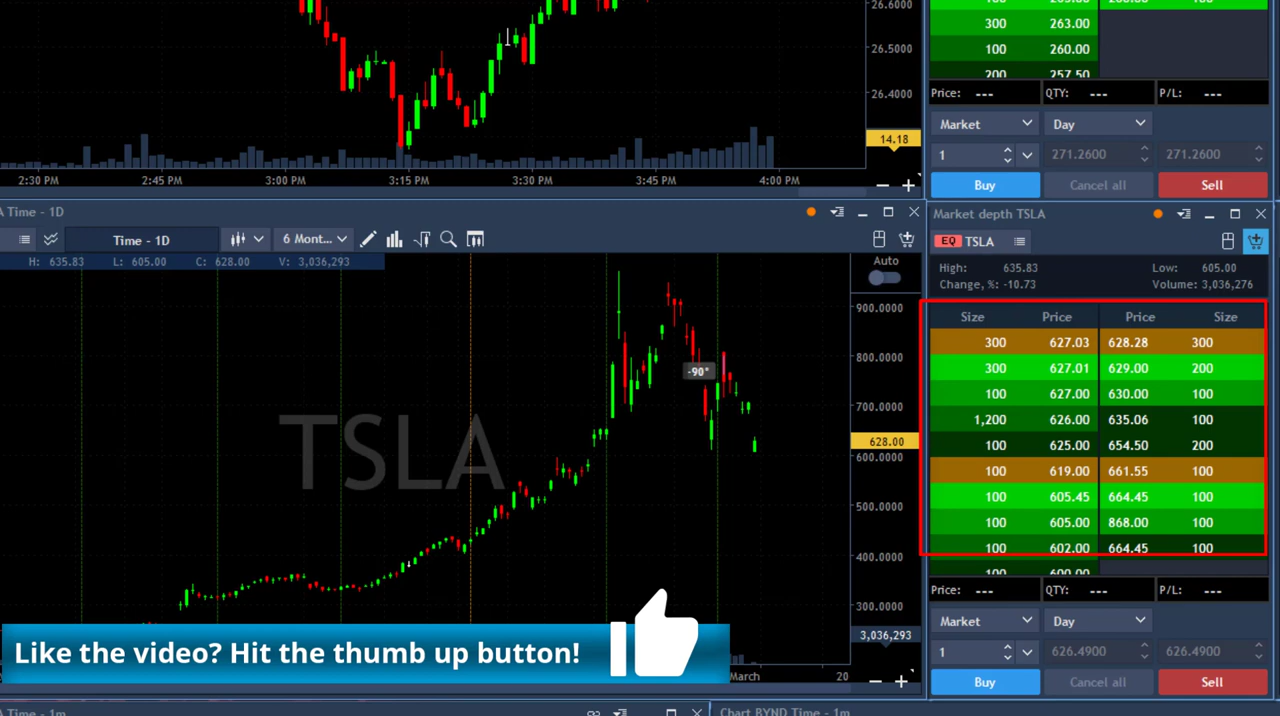 26.6000
26.5000
26.4000
14.18
2:30 PM 2:45 PM 3:00 PM 3:15 PM 3:30 PM 3:45 PM 4:00 PM
300 263.00
100 260.00
200 257.50
Price: --- QTY: --- P/L: ---
Market Day
1 271.2600 271.2600
Buy Cancel all Sell
A Time - 1D
Time - 1D 6 Mont...
H: 635.83 L: 605.00 C: 628.00 V: 3,036,293
Auto
900.0000
800.0000
-90°
700.0000
628.00
600.0000
500.0000
400.0000
300.0000
TSLA
3,036,293
March 20
Like the video? Hit the thumb up button!
Market depth TSLA
EQ TSLA
High: 635.83 Low: 605.00
Change, %: -10.73 Volume: 3,036,276
Size Price Price Size
300 627.03 628.28 300
300 627.01 629.00 200
100 627.00 630.00 100
1,200 626.00 635.06 100
100 625.00 654.50 200
100 619.00 661.55 100
100 605.45 664.45 100
100 605.00 868.00 100
100 602.00 664.45 100
100 600.00
Price: --- QTY: --- P/L: ---
Market Day
1 626.4900 626.4900
Buy Cancel all Sell
A Time - 1m
Chart BYND Time - 1m